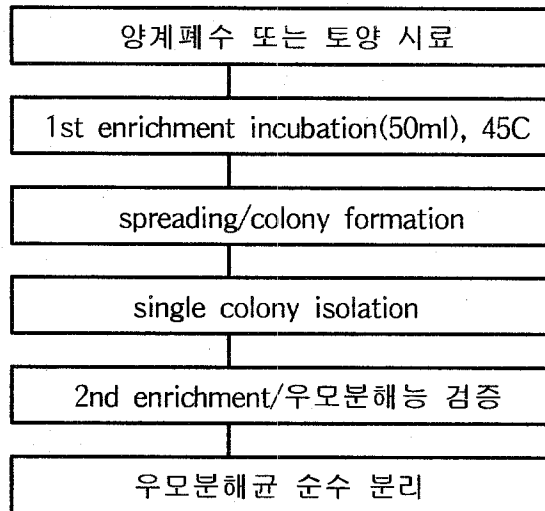 양계폐수 또는 토양 시료
1st enrichment incubation(50ml), 45C
spreading/colony formation
single colony isolation
2nd enrichment/우모분해능 검증
우모분해균 순수 분리